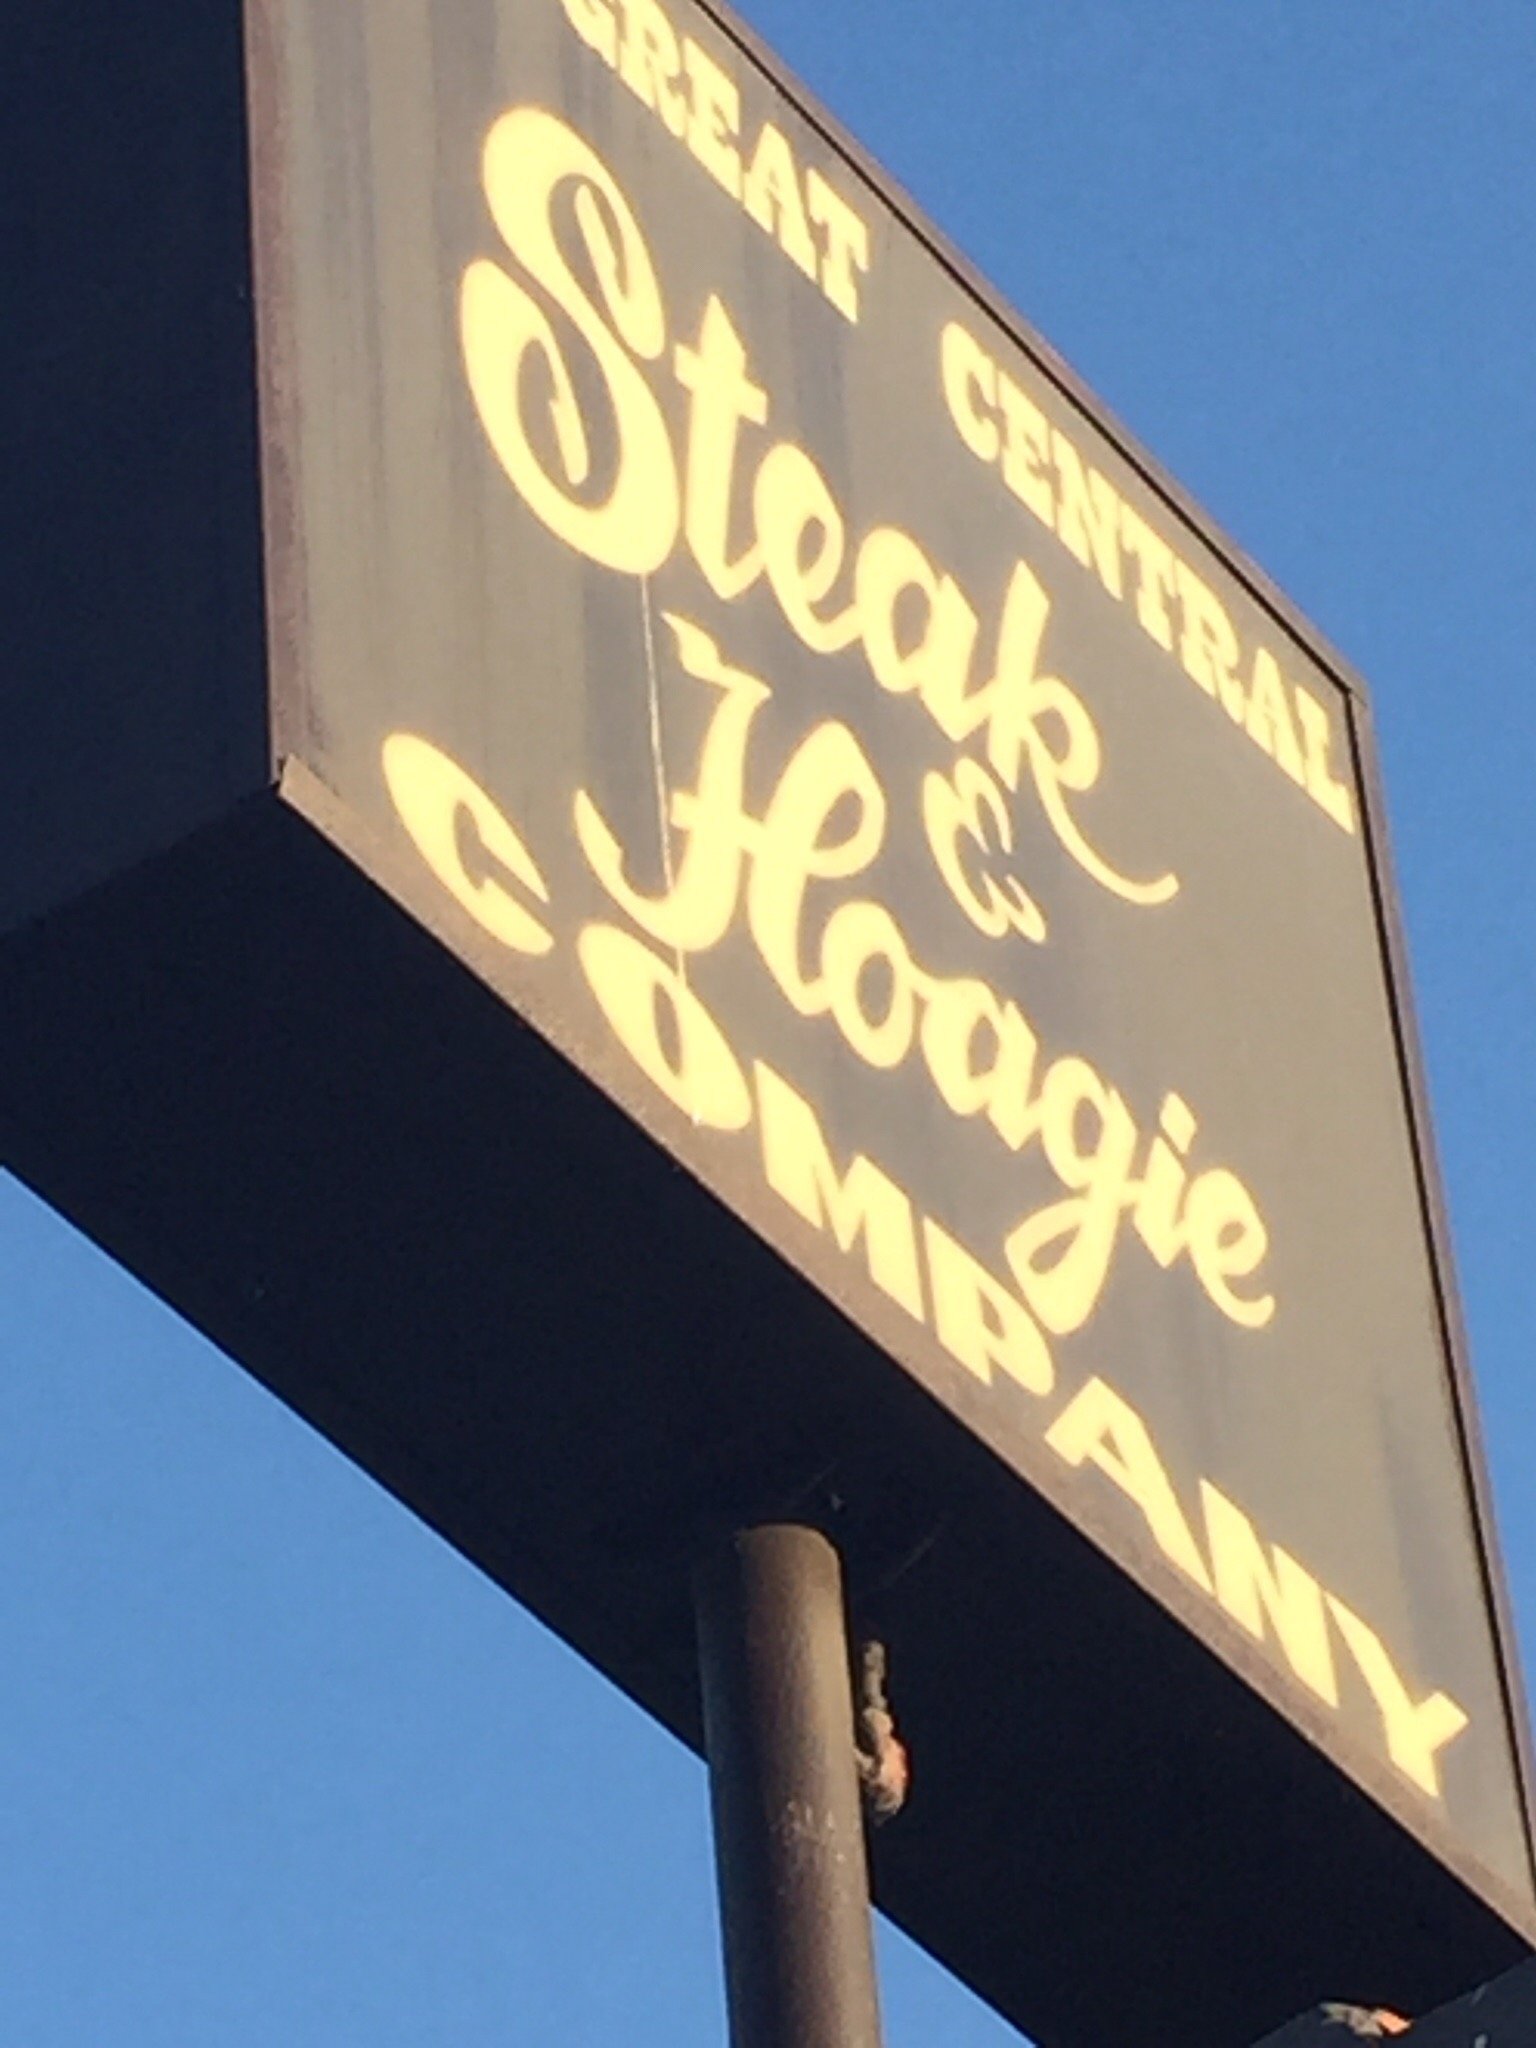 GREAT CENTRAL
Steak &
Hoagie
COMPANY